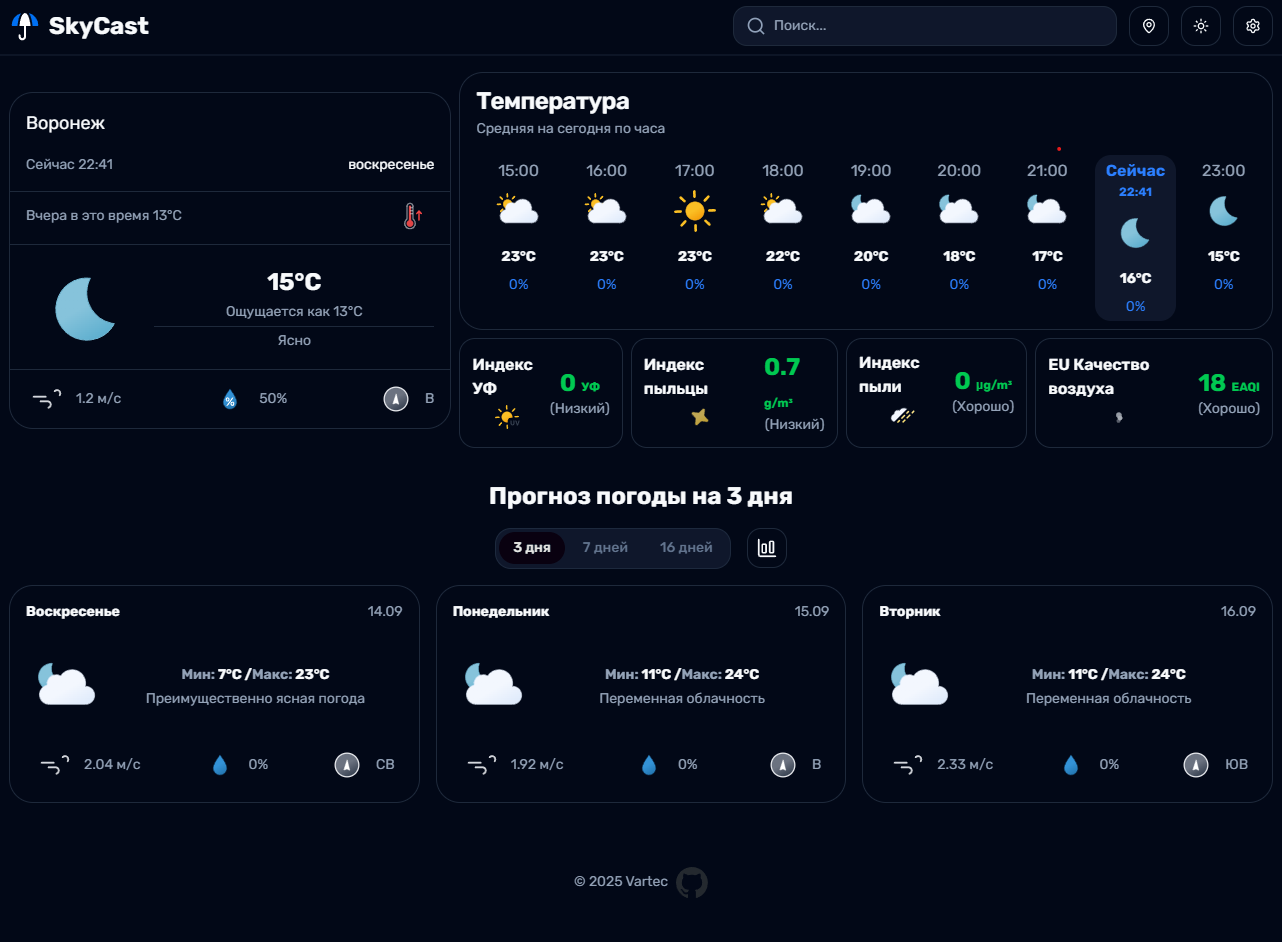 SkyCast
Поиск...
Воронеж
Сейчас 22:41
воскресенье
Вчера в это время 13°C
15°C
Ощущается как 13°C
Ясно
1.2 м/с
%
50%
В
Температура
Средняя на сегодня по часа
15:00 16:00 17:00 18:00 19:00 20:00 21:00 Сейчас 23:00
22:41
23°C 23°C 23°C 22°C 20°C 18°C 17°C 16°C 15°C
0% 0% 0% 0% 0% 0% 0% 0% 0%
Индекс
УФ
0 УФ
(Низкий)
UV
Индекс
пыльцы
0.7
g/m³
(Низкий)
Индекс
пыли
0 μg/m³
(Хорошо)
EU Качество
воздуха
18 EAQI
(Хорошо)
Прогноз погоды на 3 дня
3 дня 7 дней 16 дней
Воскресенье 14.09
Мин: 7°C /Макс: 23°C
Преимущественно ясная погода
2.04 м/с 0% СВ
Понедельник 15.09
Мин: 11°C /Макс: 24°C
Переменная облачность
1.92 м/с 0% В
Вторник 16.09
Мин: 11°C /Макс: 24°C
Переменная облачность
2.33 м/с 0% ЮВ
© 2025 Vartec